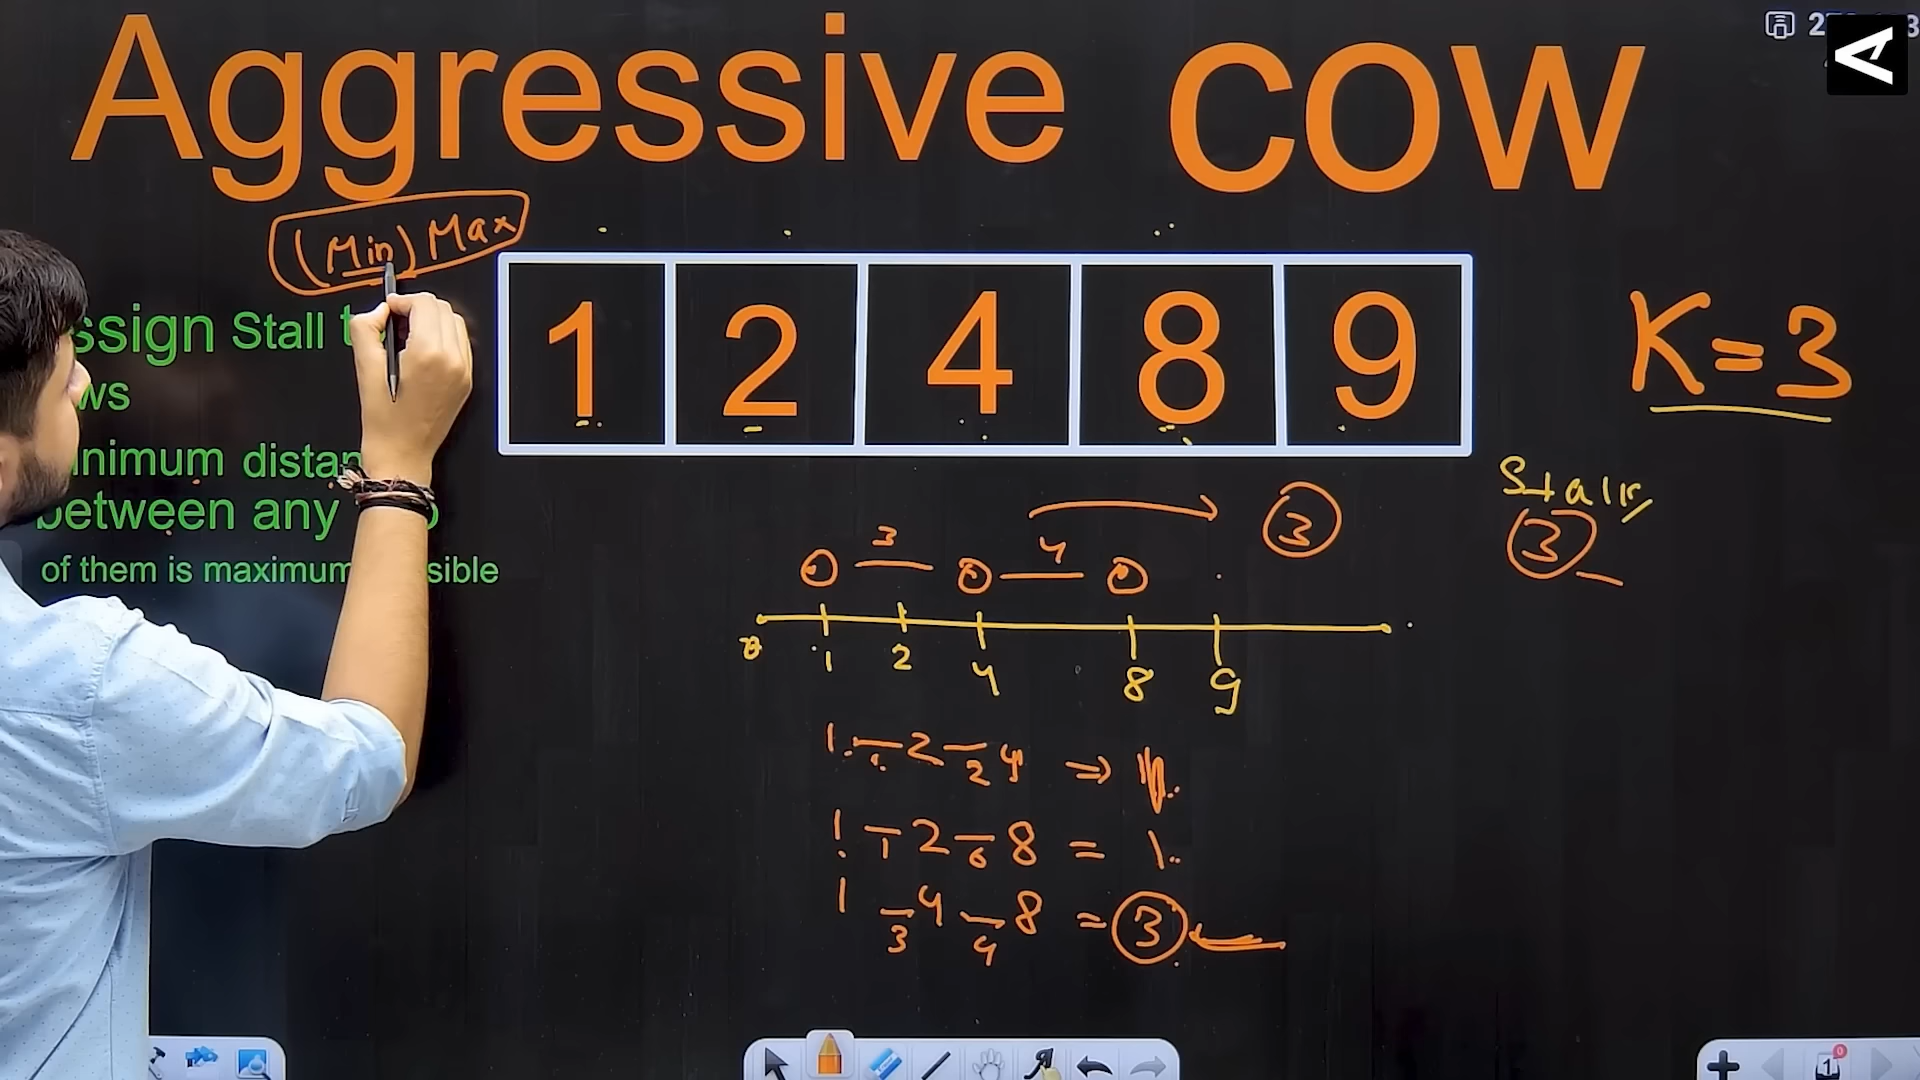 Aggressive cow
(Min) Max
1 2 4 8 9
K=3
ssign Stall
ws
nimum distan
between any
of them is maximum sible
3
3 4
0 1 2 4 8 9
1 2 4 ⇒
2
1 2 8 = 1
1 6
1 4 8 = 3
3 4
1